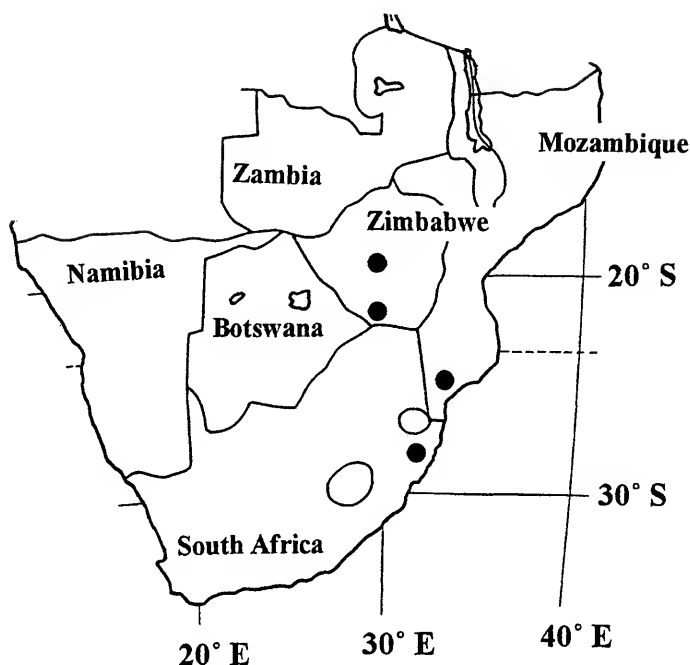 Mozambique
Zambia
Zimbabwe
Namibia
20° S
Botswana
30° S
South Africa
20° E
30° E
40° E